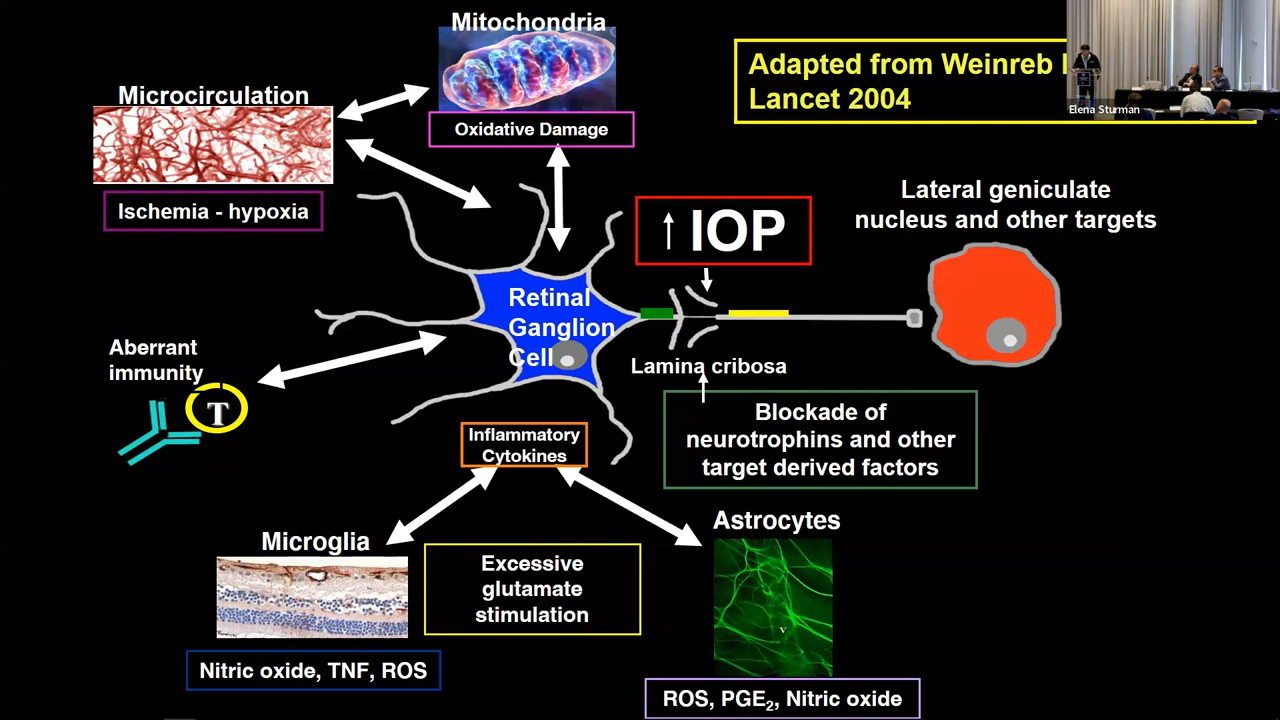 Mitochondria
Adapted from Weinreb
Lancet 2004
Elena Sturman
Microcirculation
Oxidative Damage
Ischemia - hypoxia
↑ IOP
Lateral geniculate
nucleus and other targets
Retinal
Ganglion
Cell
Lamina cribosa
Aberrant
immunity
T
Blockade of
neurotrophins and other
target derived factors
Inflammatory
Cytokines
Microglia
Excessive
glutamate
stimulation
Astrocytes
v
Nitric oxide, TNF, ROS
ROS, PGE₂, Nitric oxide